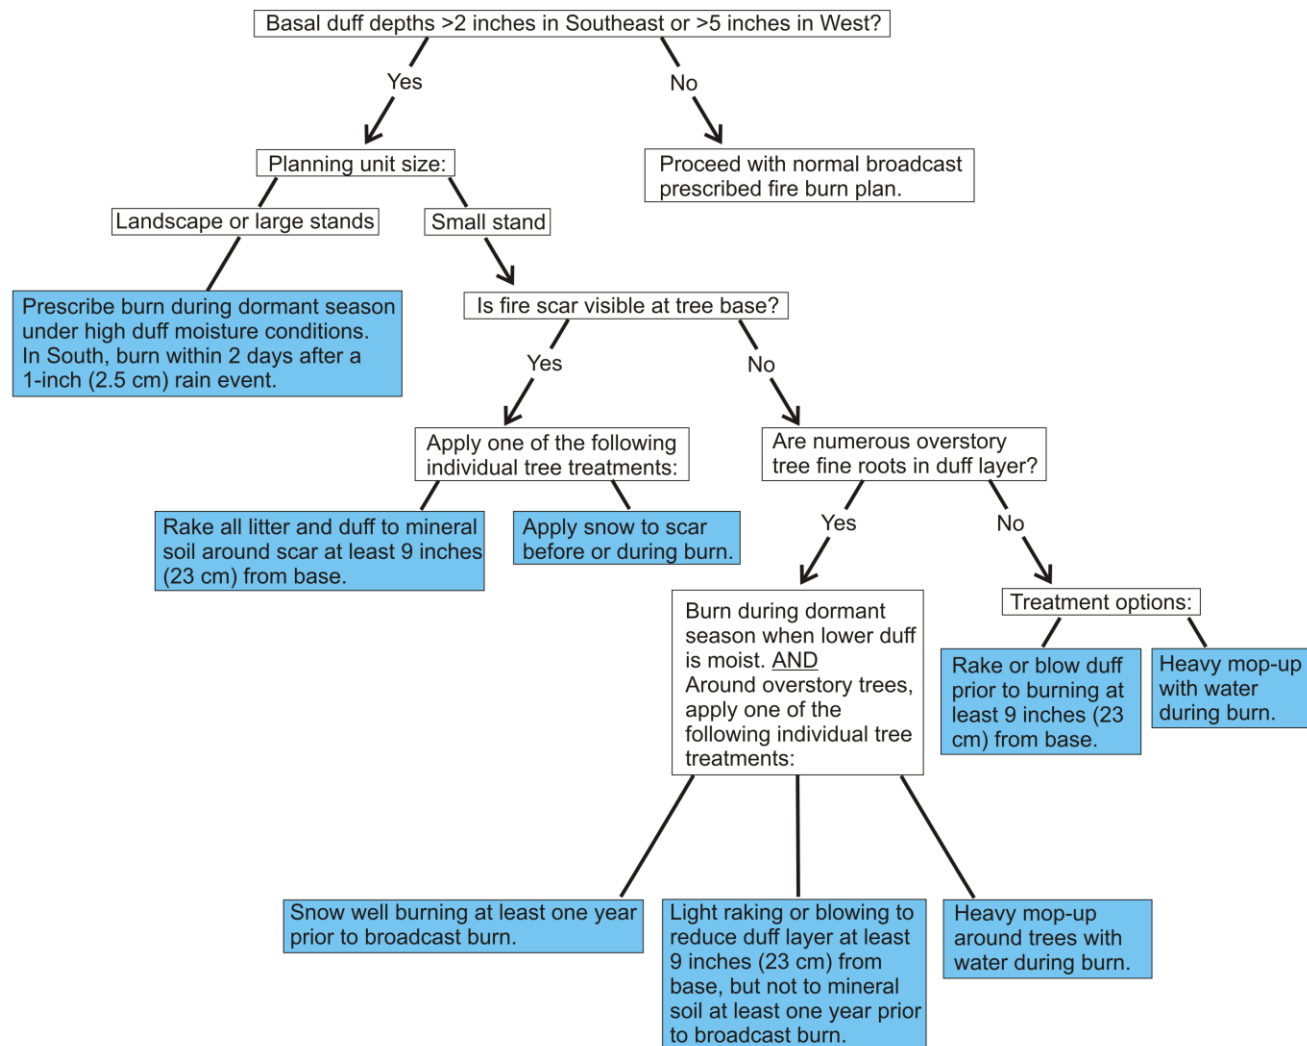 Basal duff depths >2 inches in Southeast or >5 inches in West?
Yes
No
Planning unit size:
Proceed with normal broadcast
prescribed fire burn plan.
Landscape or large stands
Small stand
Prescribe burn during dormant season
under high duff moisture conditions.
In South, burn within 2 days after a
1-inch (2.5 cm) rain event.
Is fire scar visible at tree base?
Yes
No
Apply one of the following
individual tree treatments:
Are numerous overstory
tree fine roots in duff layer?
Rake all litter and duff to mineral
soil around scar at least 9 inches
(23 cm) from base.
Apply snow to scar
before or during burn.
Yes
No
Burn during dormant
season when lower duff
is moist. AND
Around overstory trees,
apply one of the
following individual tree
treatments:
Treatment options:
Rake or blow duff
prior to burning at
least 9 inches (23
cm) from base.
Heavy mop-up
with water
during burn.
Snow well burning at least one year
prior to broadcast burn.
Light raking or blowing to
reduce duff layer at least
9 inches (23 cm) from
base, but not to mineral
soil at least one year prior
to broadcast burn.
Heavy mop-up
around trees with
water during burn.